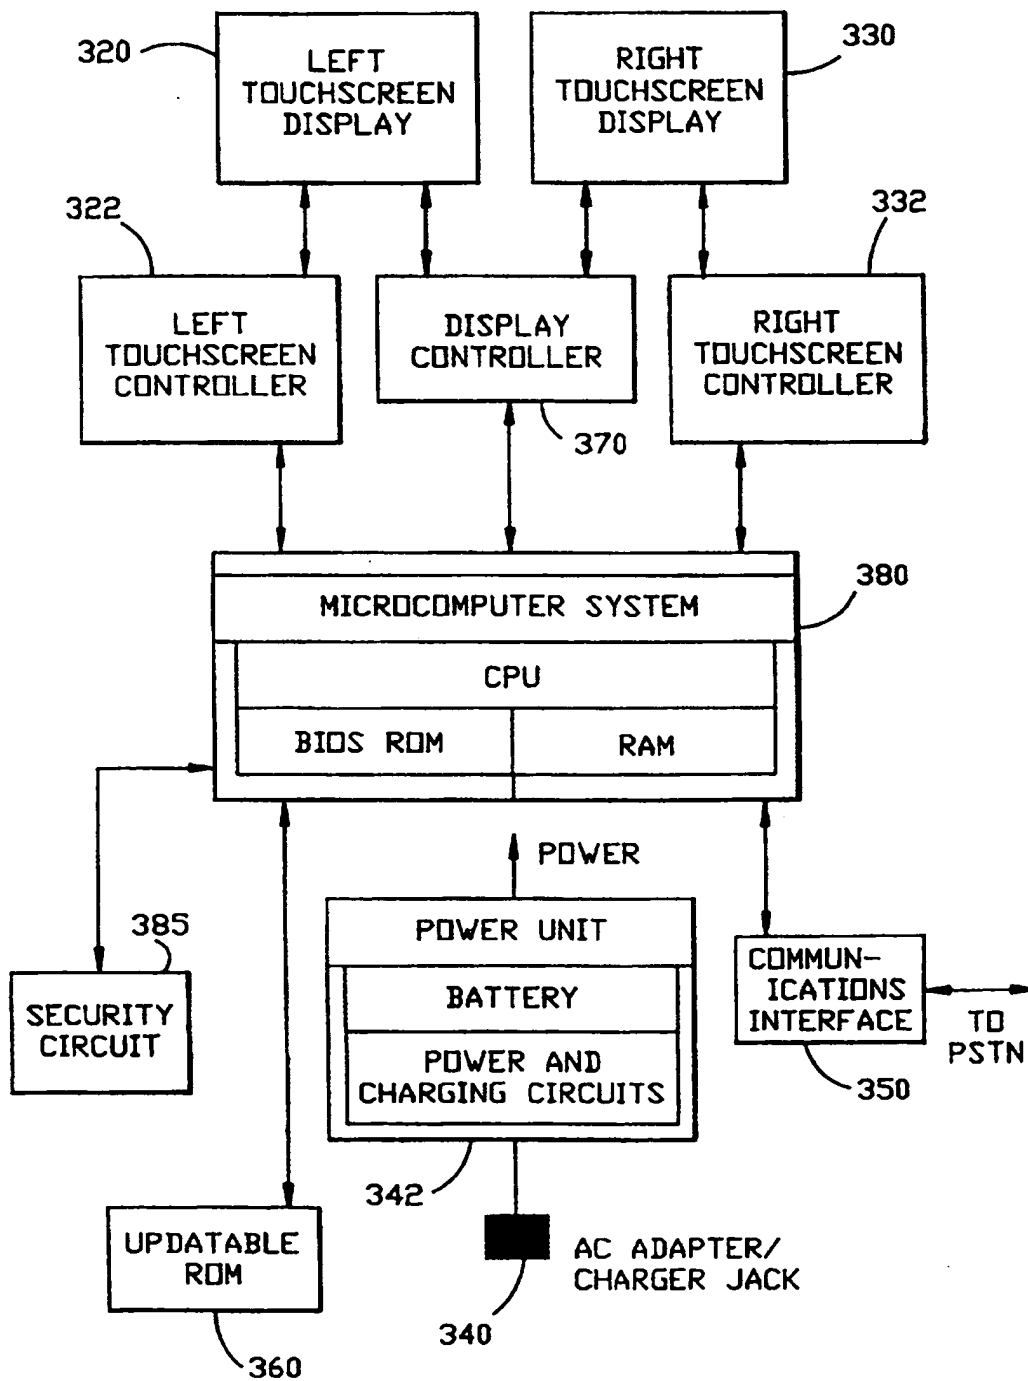 320
LEFT
TOUCHSCREEN
DISPLAY
RIGHT
TOUCHSCREEN
DISPLAY
330
322
332
LEFT
TOUCHSCREEN
CONTROLLER
DISPLAY
CONTROLLER
RIGHT
TOUCHSCREEN
CONTROLLER
370
380
MICROCOMPUTER SYSTEM
CPU
BIOS ROM
RAM
POWER
385
SECURITY
CIRCUIT
POWER UNIT
BATTERY
POWER AND
CHARGING CIRCUITS
COMMUN-
ICATIONS
INTERFACE
TO
PSTN
350
342
UPDATABLE
ROM
AC ADAPTER/
CHARGER JACK
340
360